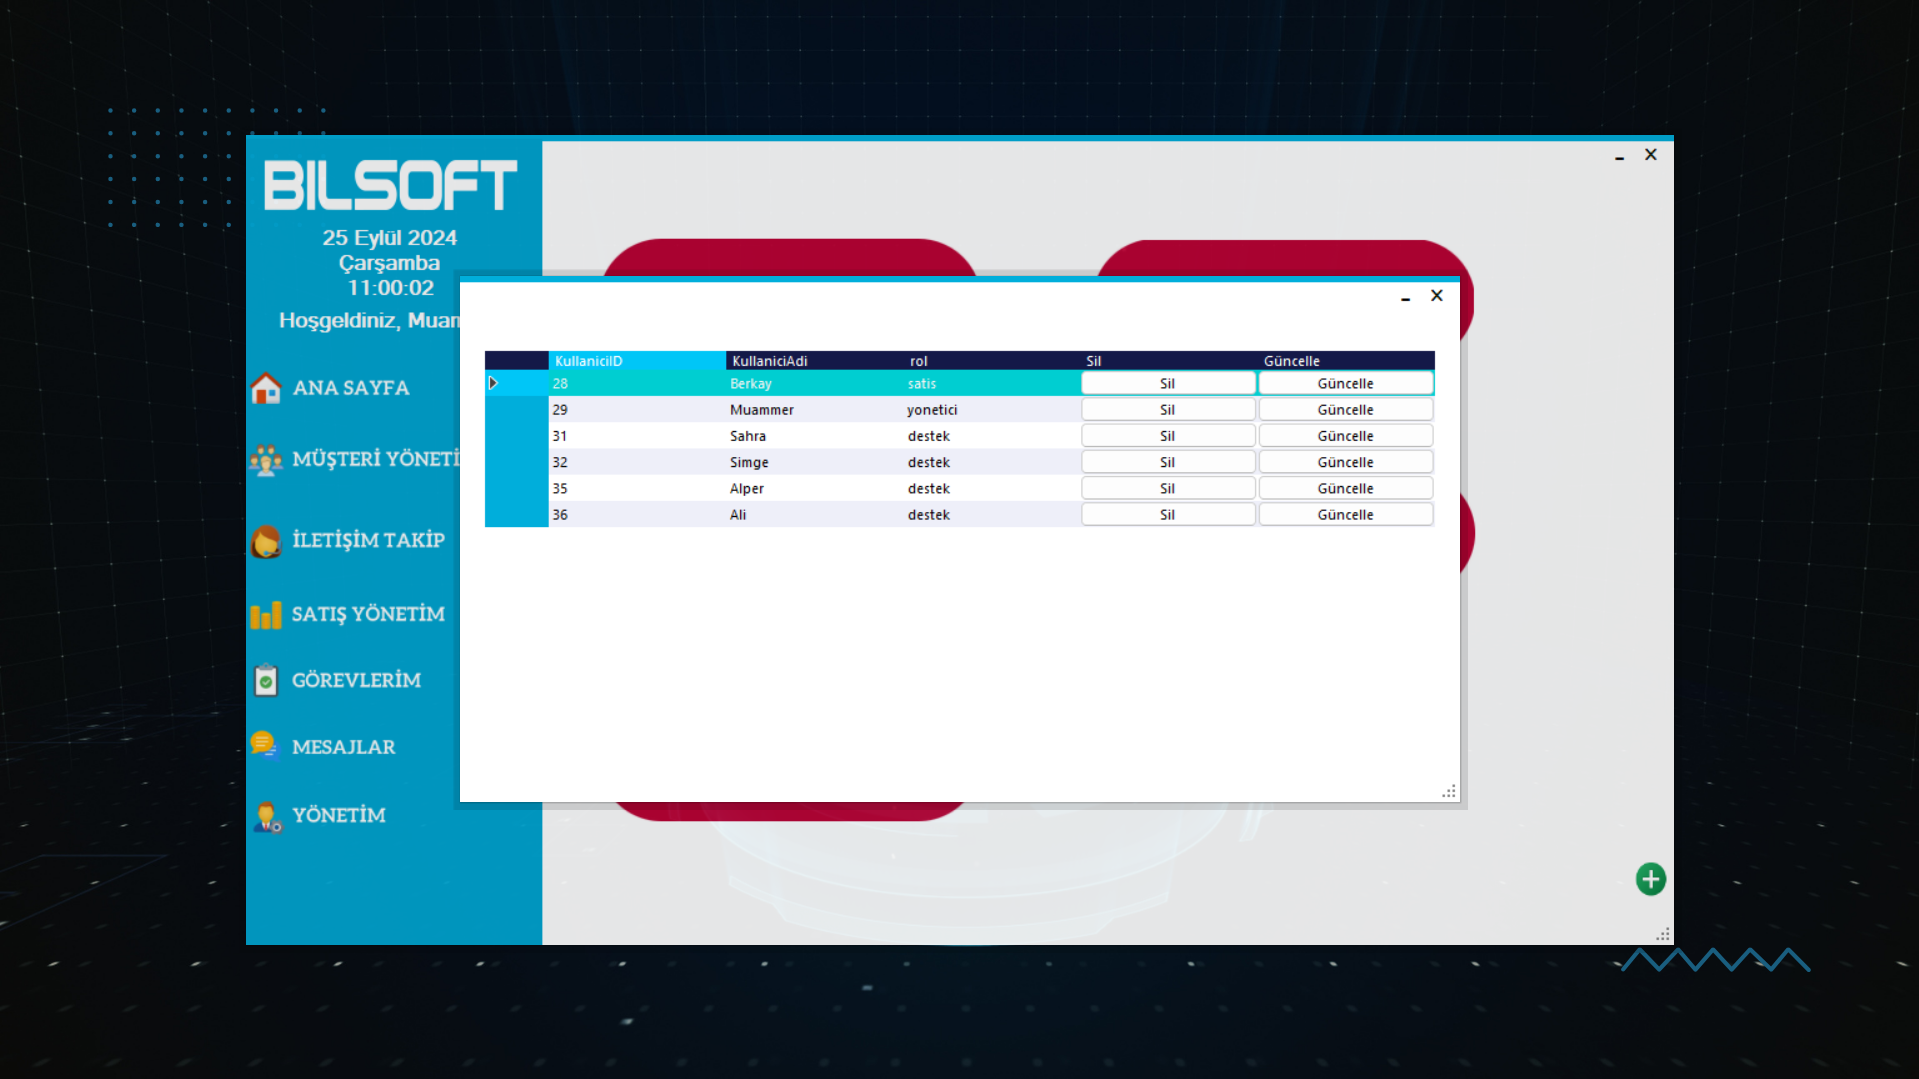 BILSOFT
25 Eylül 2024
Çarşamba
11:00:02
Hoşgeldiniz,
ANA SAYFA
MÜŞTERİ
İLETİŞİM TAKİP
SATIŞ YÖNETİM
GÖREVLERİM
MESAJLAR
YÖNETİM
KullaniciID KullaniciAdi rol Sil Güncelle
28 Berkay satis Sil Güncelle
29 Muammer yonetici Sil Güncelle
31 Sahra destek Sil Güncelle
32 Simge destek Sil Güncelle
35 Alper destek Sil Güncelle
36 Ali destek Sil Güncelle